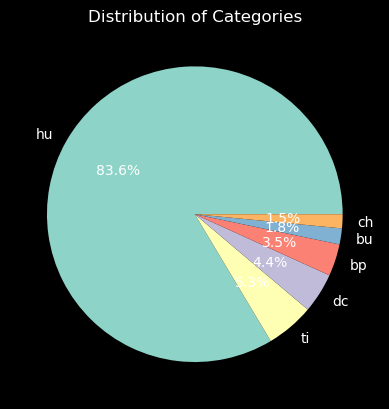 Distribution of Categories
hu
83.6%
ch
1.5%
bu
1.8%
bp
3.5%
dc
4.4%
ti